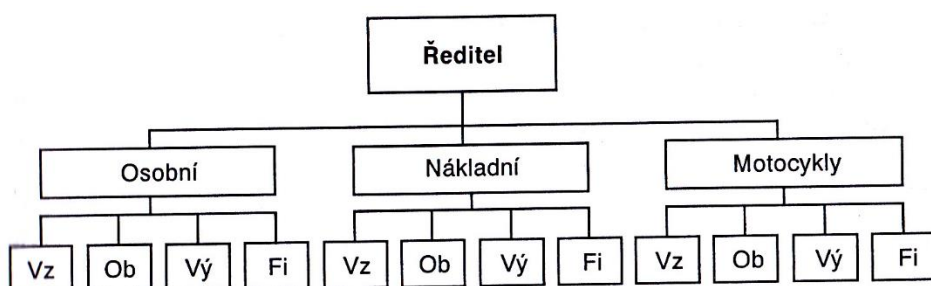 Ředitel
Osobní
Nákladní
Motocykly
Vz Ob Vý Fi Vz Ob Vý Fi Vz Ob Vý Fi